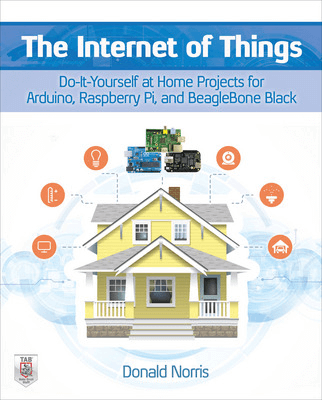 The Internet of Things
Do-It-Yourself at Home Projects for
Arduino, Raspberry Pi, and BeagleBone Black
Donald Norris
TAB